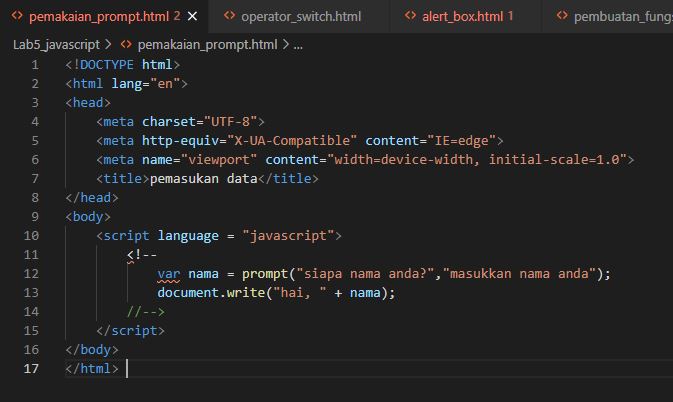 pemakaian_prompt.html 2 × operator_switch.html alert_box.html 1 pembuatan_fungs
Lab5_javascript > pemakaian_prompt.html > ...
1 <!DOCTYPE html>
2 <html lang="en">
3 <head>
4 <meta charset="UTF-8">
5 <meta http-equiv="X-UA-Compatible" content="IE=edge">
6 <meta name="viewport" content="width=device-width, initial-scale=1.0">
7 <title>pemasukan data</title>
8 </head>
9 <body>
10 <script language = "javascript">
11 <!--
12 var nama = prompt("siapa nama anda?","masukkan nama anda");
13 document.write("hai, " + nama);
14 //-->
15 </script>
16 </body>
17 </html>